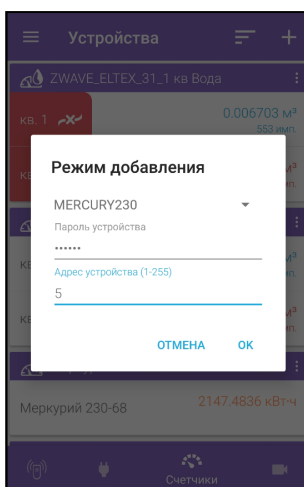 Устройства
ZWAVE_ELTEX_31_1 кв Вода
кв. 1
0.006703 м³
553 имп.
Режим добавления
MERCURY230
Пароль устройства
••••••
Адрес устройства (1-255)
5
ОТМЕНА OK
Меркурий 230-68
2147.4836 кВт·ч
Счетчики